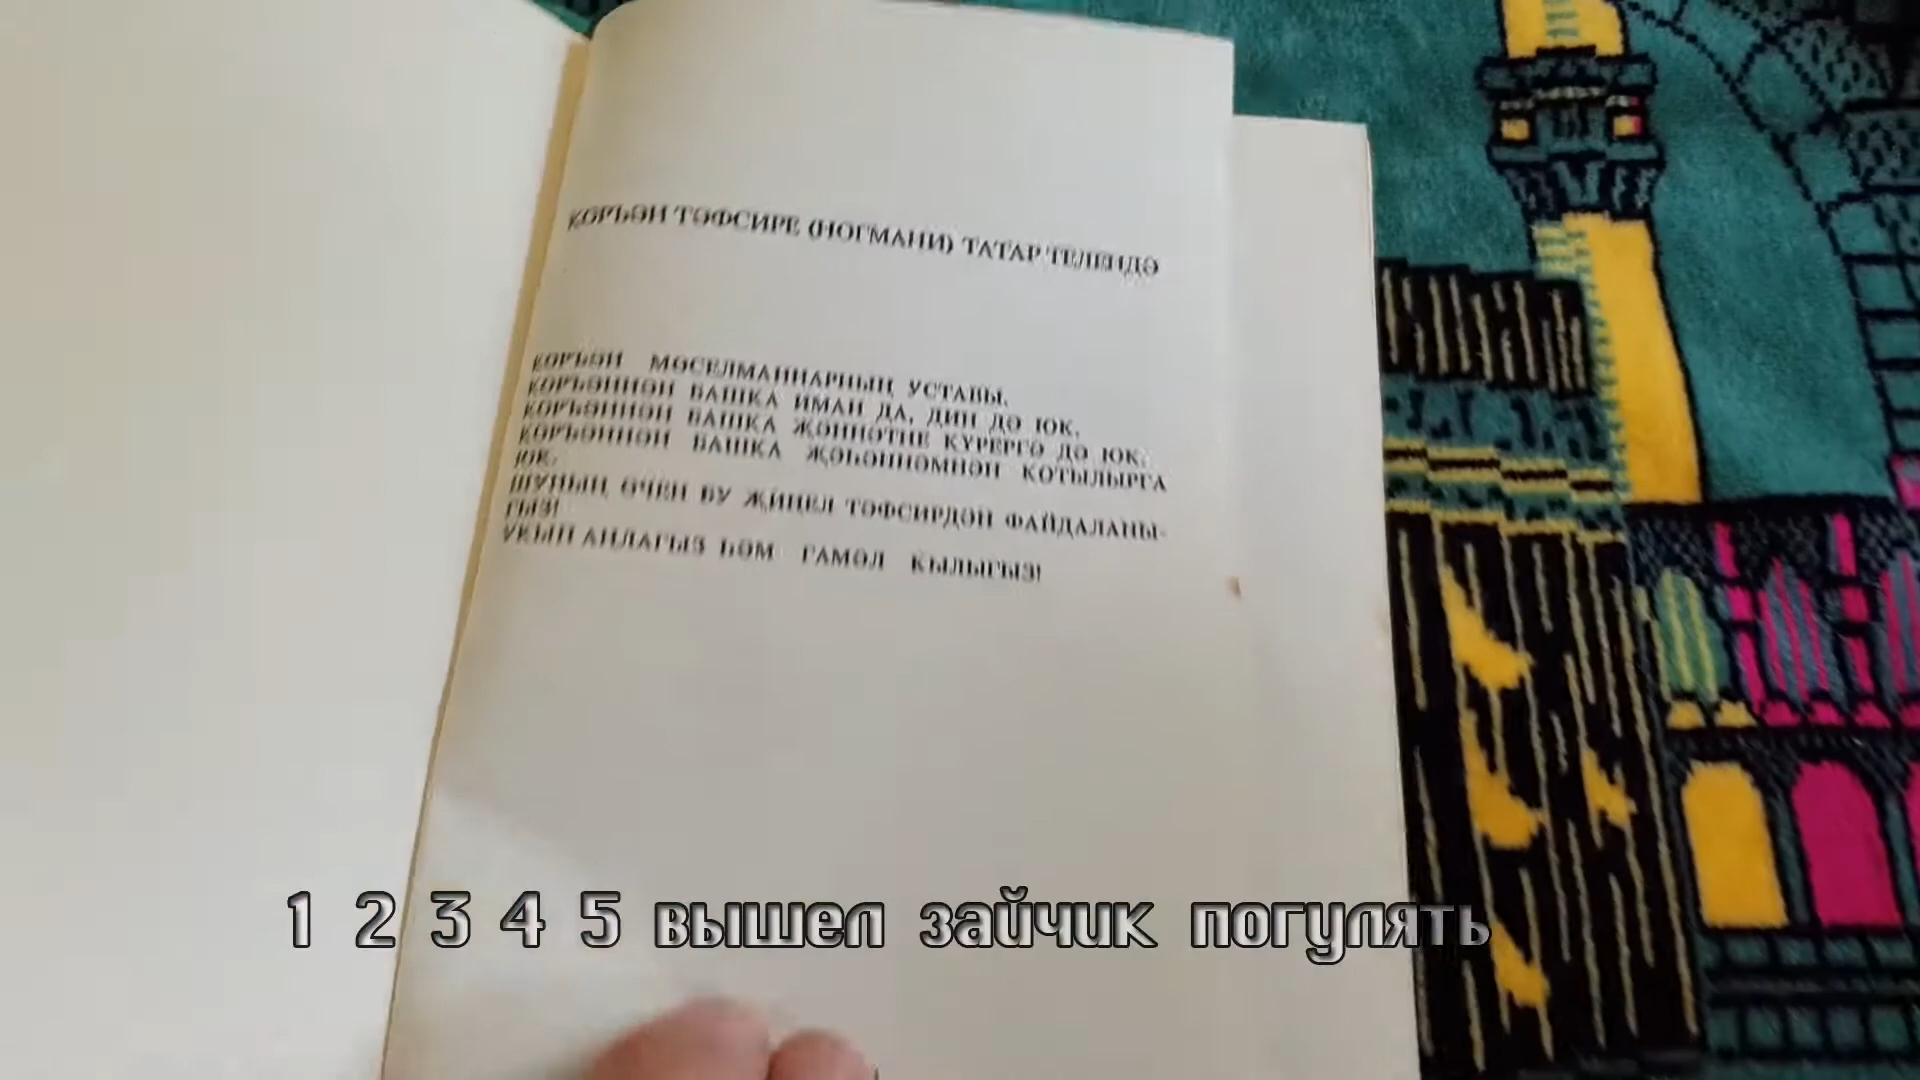 КОРЪӘН ТӘФСИРЕ (НОГМАНИ) ТАТАР ТЕЛЕНДӘ
КОРЪӘН МӨСЕЛМАННАРНЫҢ УСТАВЫ.
КОРЪӘННӘН БАШКА ИМАН ДА, ДИН ДӘ ЮК.
КОРЪӘННӘН БАШКА ҖӘННӘТНЕ КҮРЕРГӘ ДӘ ЮК.
КОРЪӘННӘН БАШКА ҖӘҺӘННӘМНӘН КОТЫЛЫРГА
ЮК.
ШУНЫҢ ӨЧЕН БУ ҖИҢЕЛ ТӘФСИРДӘН ФАЙДАЛАНЫ-
ГЫЗ!
УКЫП АҢЛАГЫЗ ҺӘМ ГАМӘЛ КЫЛЫГЫЗ!
1 2 3 4 5 вышел зайчик погулять